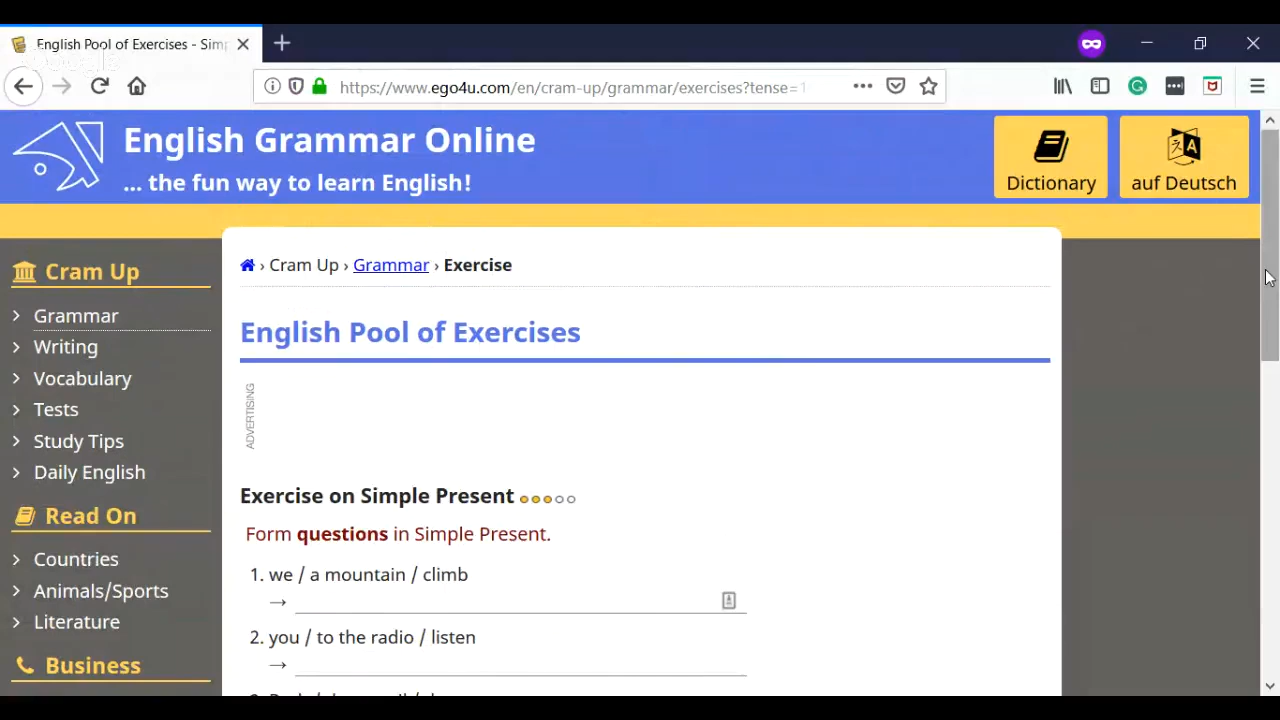 English Pool of Exercises - Simp
https://www.ego4u.com/en/cram-up/grammar/exercises?tense=1
English Grammar Online
... the fun way to learn English!
Dictionary
auf Deutsch
Cram Up
Grammar
Writing
Vocabulary
Tests
Study Tips
Daily English
Read On
Countries
Animals/Sports
Literature
Business
› Cram Up › Grammar › Exercise
English Pool of Exercises
ADVERTISING
Exercise on Simple Present
Form questions in Simple Present.
1. we / a mountain / climb
→
2. you / to the radio / listen
→